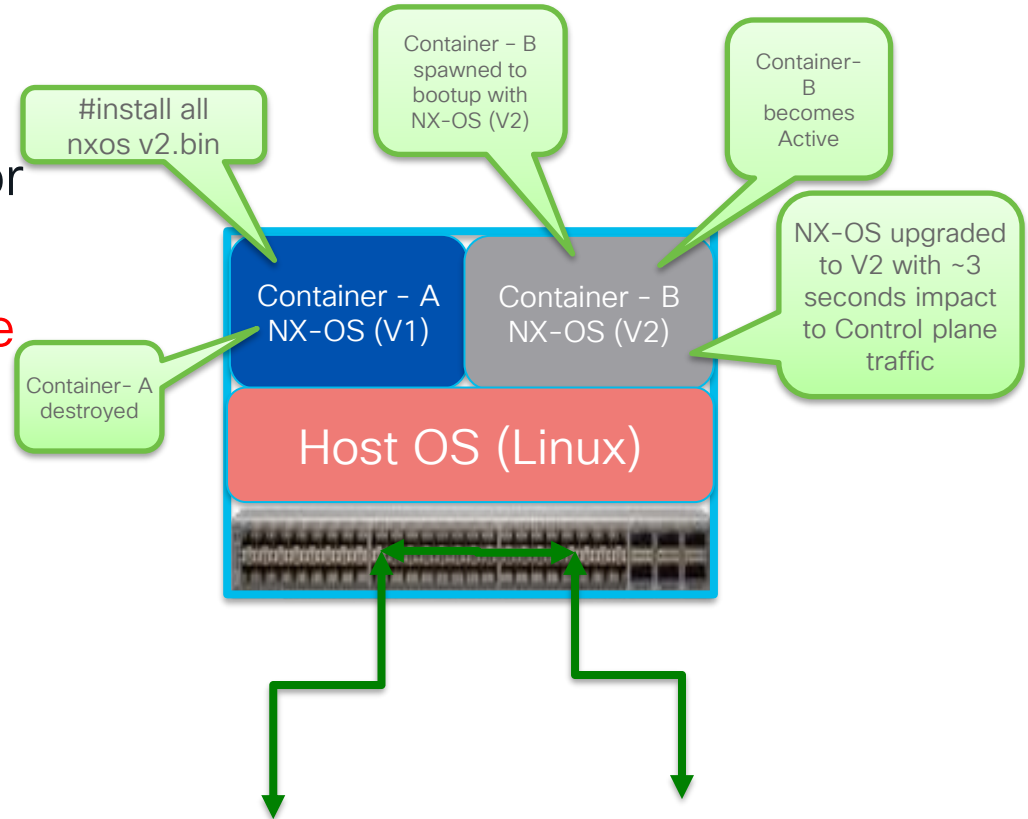 #install all
nxos v2.bin
Container - B
spawned to
bootup with
NX-OS (V2)
Container-
B
becomes
Active
or
NX-OS upgraded
to V2 with ~3
seconds impact
to Control plane
traffic
Container - A
NX-OS (V1)
Container - B
NX-OS (V2)
e
Container- A
destroyed
Host OS (Linux)